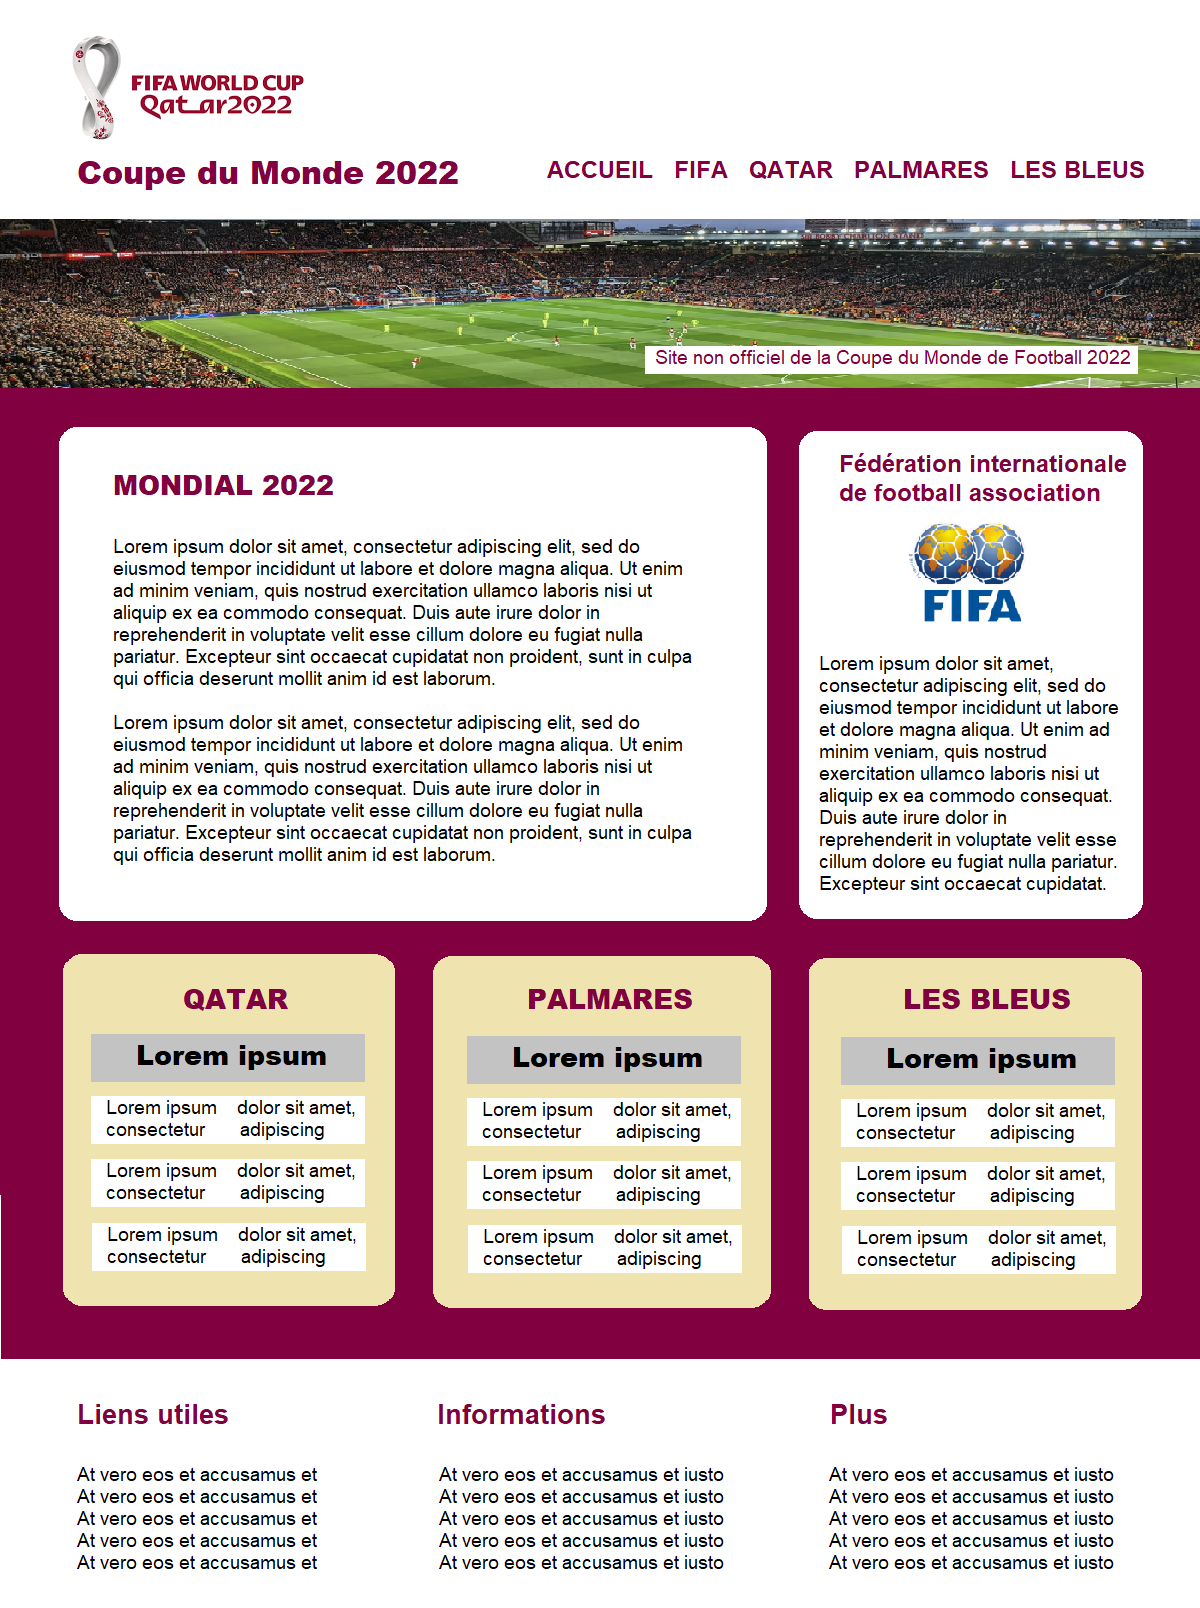 FIFA WORLD CUP
Qatar2022
Coupe du Monde 2022
ACCUEIL FIFA QATAR PALMARES LES BLEUS
SIR BOBBY CHARLTON STAND
Site non officiel de la Coupe du Monde de Football 2022
MONDIAL 2022
Lorem ipsum dolor sit amet, consectetur adipiscing elit, sed do
eiusmod tempor incididunt ut labore et dolore magna aliqua. Ut enim
ad minim veniam, quis nostrud exercitation ullamco laboris nisi ut
aliquip ex ea commodo consequat. Duis aute irure dolor in
reprehenderit in voluptate velit esse cillum dolore eu fugiat nulla
pariatur. Excepteur sint occaecat cupidatat non proident, sunt in culpa
qui officia deserunt mollit anim id est laborum.
Lorem ipsum dolor sit amet, consectetur adipiscing elit, sed do
eiusmod tempor incididunt ut labore et dolore magna aliqua. Ut enim
ad minim veniam, quis nostrud exercitation ullamco laboris nisi ut
aliquip ex ea commodo consequat. Duis aute irure dolor in
reprehenderit in voluptate velit esse cillum dolore eu fugiat nulla
pariatur. Excepteur sint occaecat cupidatat non proident, sunt in culpa
qui officia deserunt mollit anim id est laborum.
Fédération internationale
de football association
FIFA
Lorem ipsum dolor sit amet,
consectetur adipiscing elit, sed do
eiusmod tempor incididunt ut labore
et dolore magna aliqua. Ut enim ad
minim veniam, quis nostrud
exercitation ullamco laboris nisi ut
aliquip ex ea commodo consequat.
Duis aute irure dolor in
reprehenderit in voluptate velit esse
cillum dolore eu fugiat nulla pariatur.
Excepteur sint occaecat cupidatat.
QATAR
Lorem ipsum
Lorem ipsum dolor sit amet,
consectetur adipiscing
Lorem ipsum dolor sit amet,
consectetur adipiscing
Lorem ipsum dolor sit amet,
consectetur adipiscing
PALMARES
Lorem ipsum
Lorem ipsum dolor sit amet,
consectetur adipiscing
Lorem ipsum dolor sit amet,
consectetur adipiscing
Lorem ipsum dolor sit amet,
consectetur adipiscing
LES BLEUS
Lorem ipsum
Lorem ipsum dolor sit amet,
consectetur adipiscing
Lorem ipsum dolor sit amet,
consectetur adipiscing
Lorem ipsum dolor sit amet,
consectetur adipiscing
Liens utiles
At vero eos et accusamus et
At vero eos et accusamus et
At vero eos et accusamus et
At vero eos et accusamus et
At vero eos et accusamus et
Informations
At vero eos et accusamus et iusto
At vero eos et accusamus et iusto
At vero eos et accusamus et iusto
At vero eos et accusamus et iusto
At vero eos et accusamus et iusto
Plus
At vero eos et accusamus et iusto
At vero eos et accusamus et iusto
At vero eos et accusamus et iusto
At vero eos et accusamus et iusto
At vero eos et accusamus et iusto